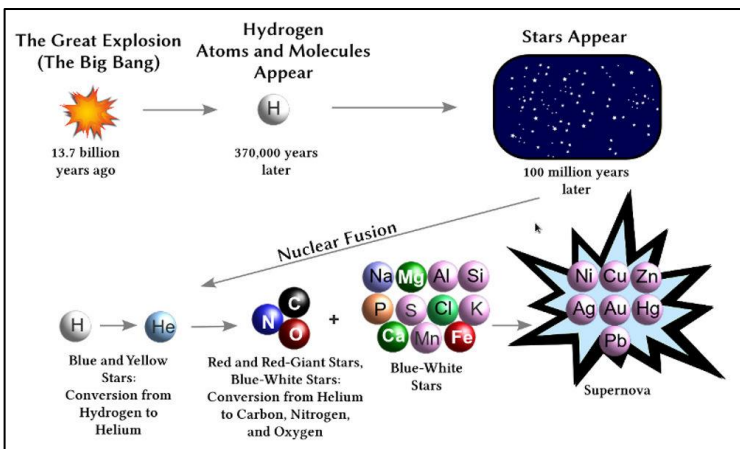 The Great Explosion
(The Big Bang)
13.7 billion
years ago
Hydrogen
Atoms and Molecules
Appear
H
370,000 years
later
Stars Appear
100 million years
later
Nuclear Fusion
H
He
Blue and Yellow
Stars:
Conversion from
Hydrogen to
Helium
C
N
O
Red and Red-Giant Stars,
Blue-White Stars:
Conversion from Helium
to Carbon, Nitrogen,
and Oxygen
+
Na Mg Al Si
P S Cl K
Ca Mn Fe
Blue-White
Stars
Ni Cu Zn
Ag Au Hg
Pb
Supernova